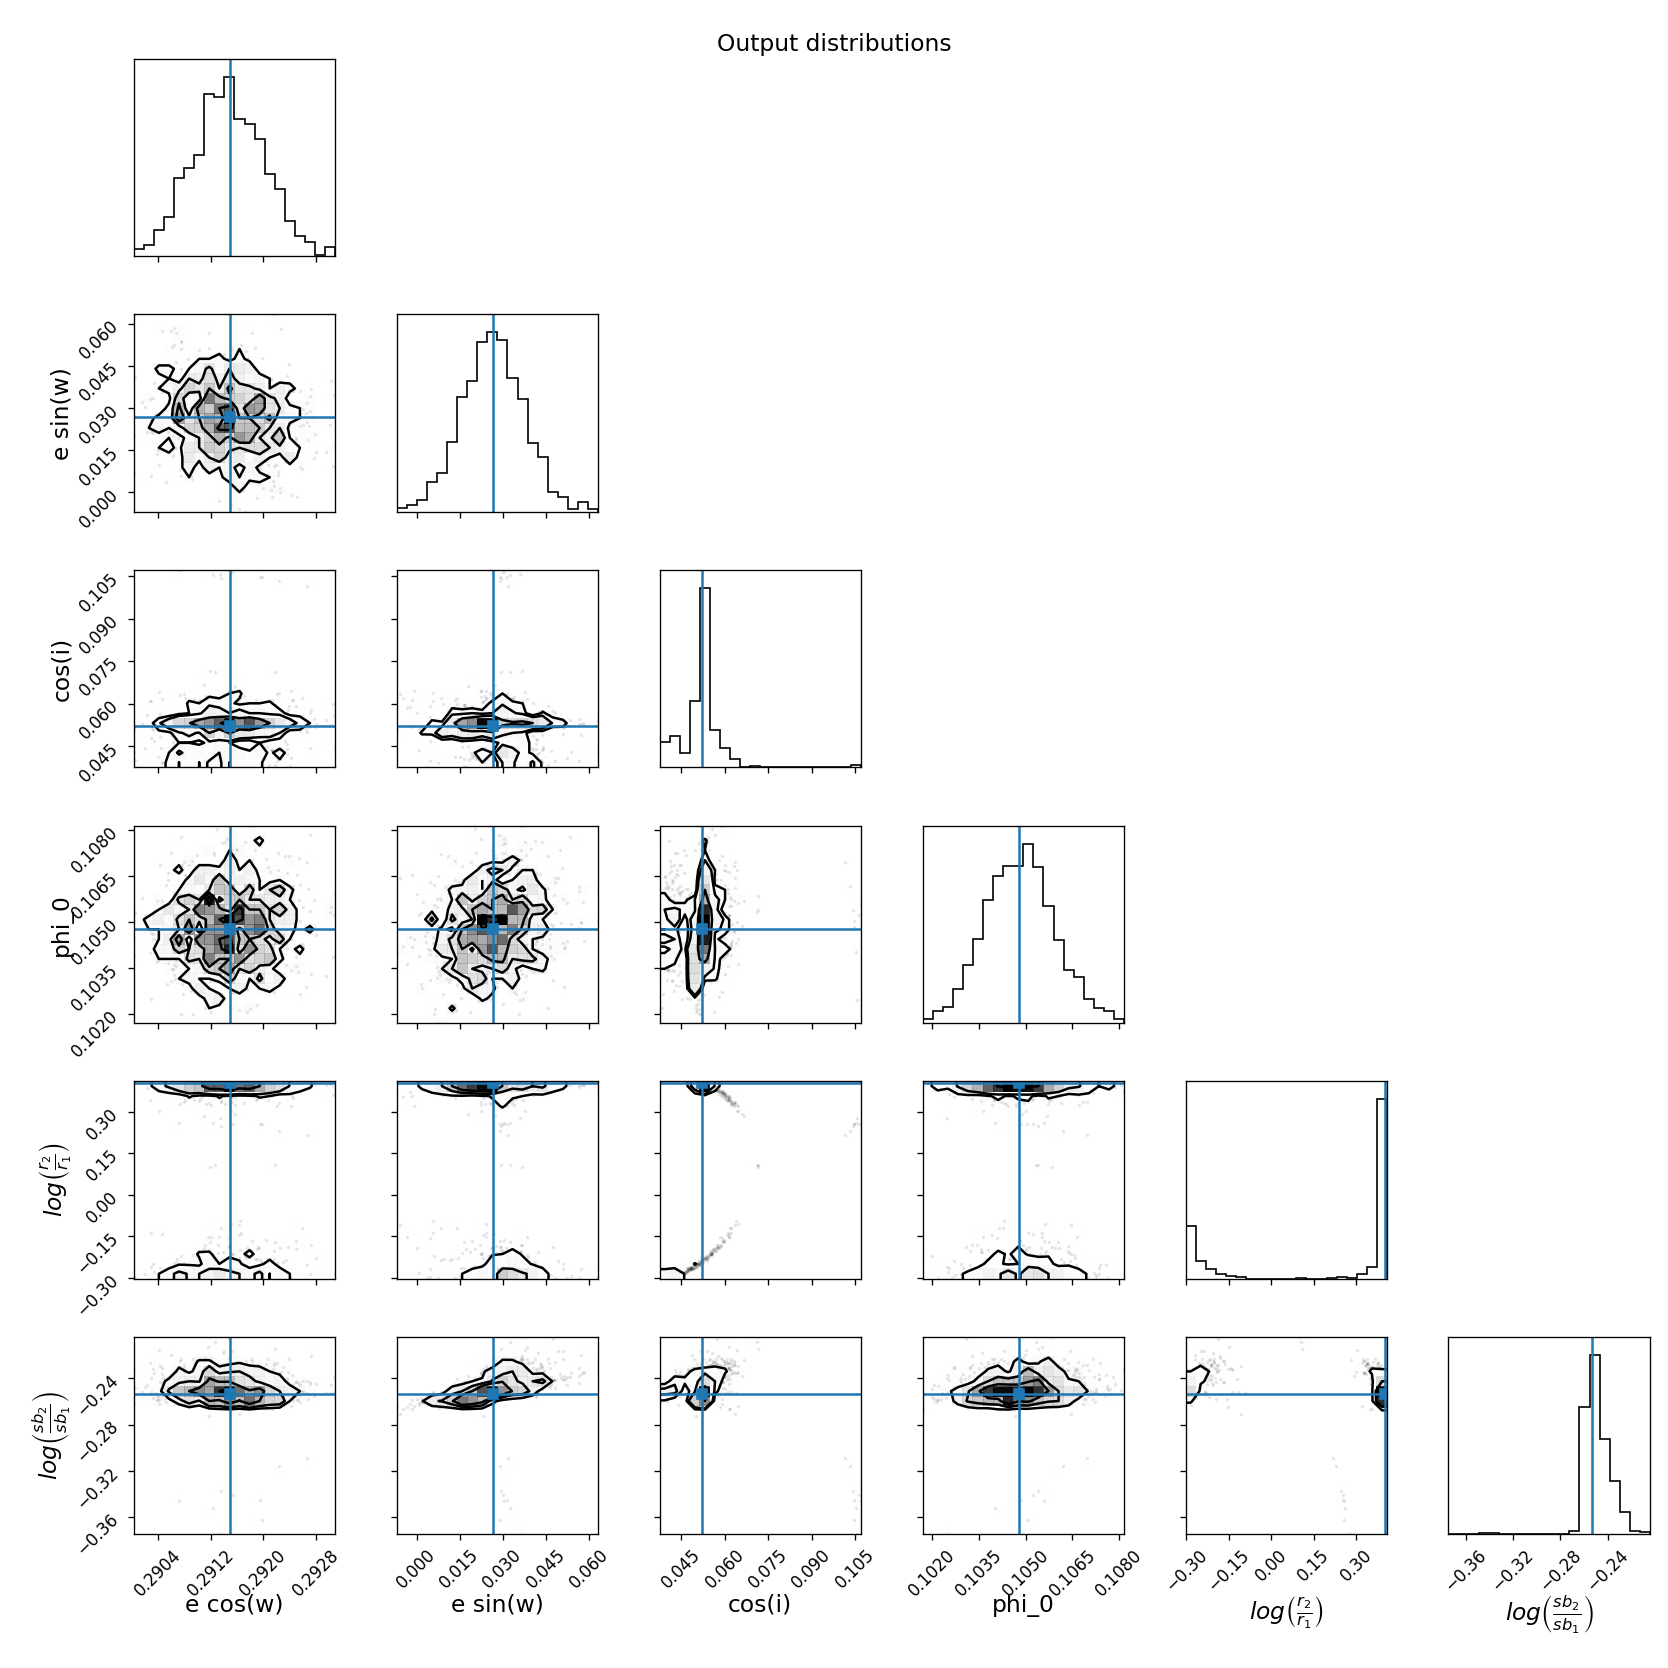 Output distributions
e sin(w)
0.060
0.045
0.030
0.015
0.000
cos(i)
0.105
0.090
0.075
0.060
0.045
phi_0
0.1080
0.1065
0.1050
0.1035
0.1020
log(r2/r1)
0.30
0.15
0.00
−0.15
−0.30
log(sb2/sb1)
−0.24
−0.28
−0.32
−0.36
0.2904 0.2912 0.2920 0.2928
e cos(w)
0.000 0.015 0.030 0.045 0.060
e sin(w)
0.045 0.060 0.075 0.090 0.105
cos(i)
0.1020 0.1035 0.1050 0.1065 0.1080
phi_0
−0.30 −0.15 0.00 0.15 0.30
log(r2/r1)
−0.36 −0.32 −0.28 −0.24
log(sb2/sb1)